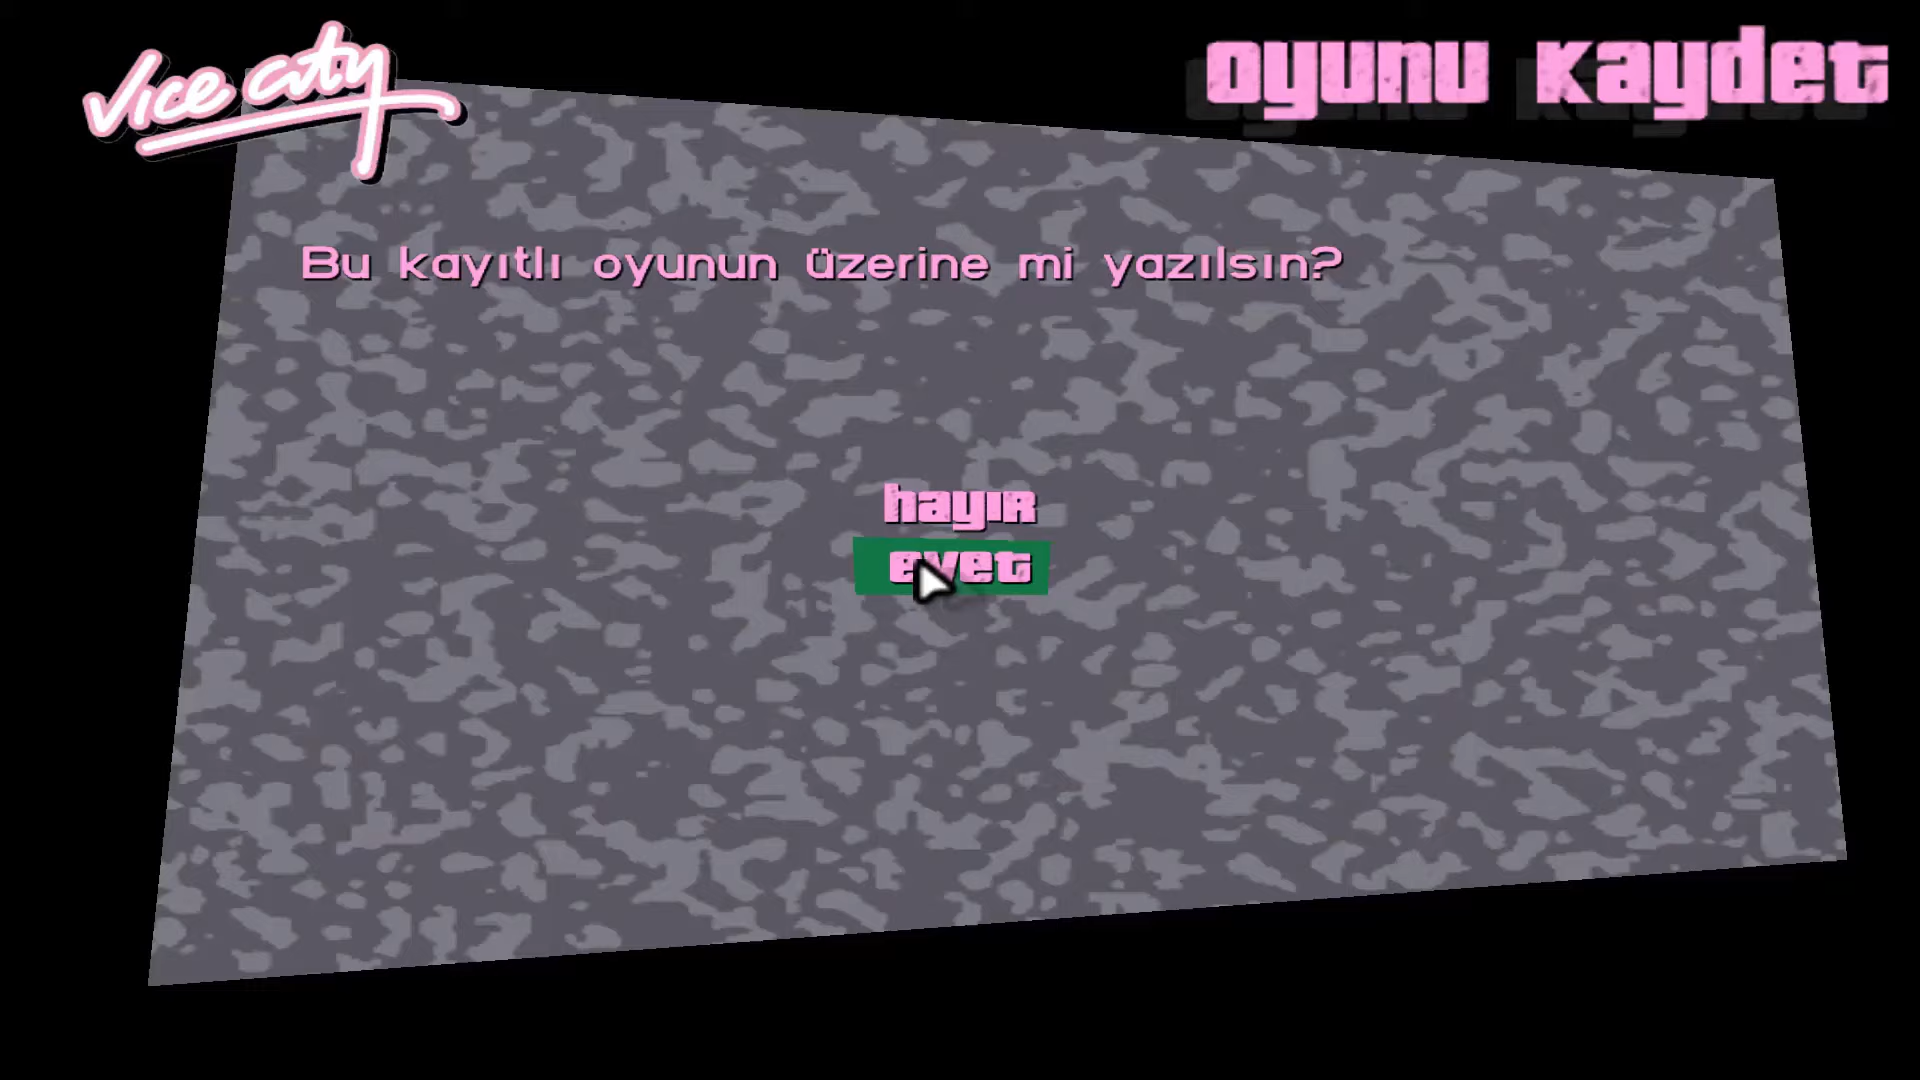 Vice City
Oyunu Kaydet
Bu kayıtlı oyunun üzerine mi yazılsın?
hayır
evet